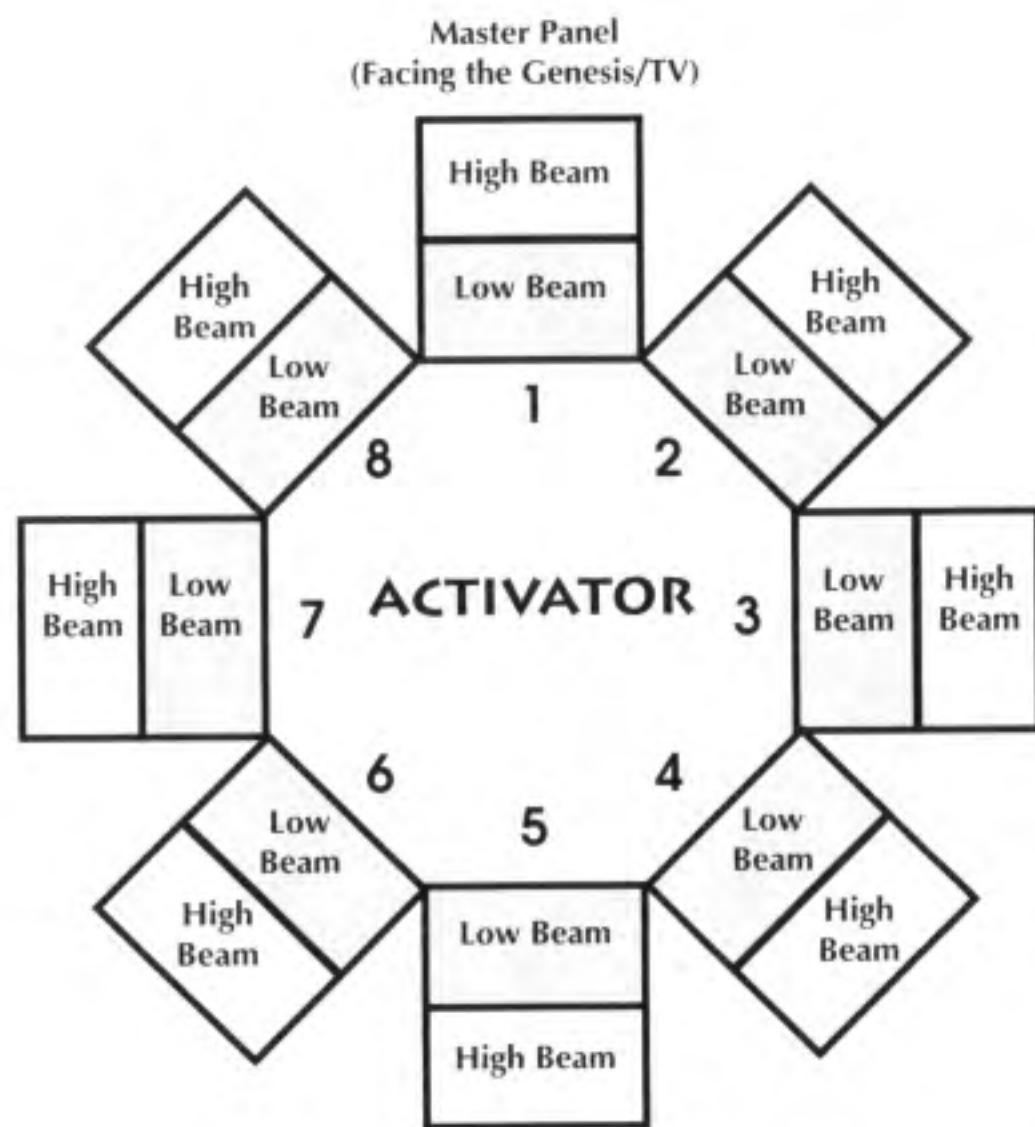 Master Panel
(Facing the Genesis/TV)
High Beam
Low Beam
1
High
Beam
Low
Beam
2
Low
Beam
High
Beam
3
Low
Beam
High
Beam
4
Low Beam
High Beam
5
Low
Beam
High
Beam
6
High
Beam
Low
Beam
7
High
Beam
Low
Beam
8
ACTIVATOR